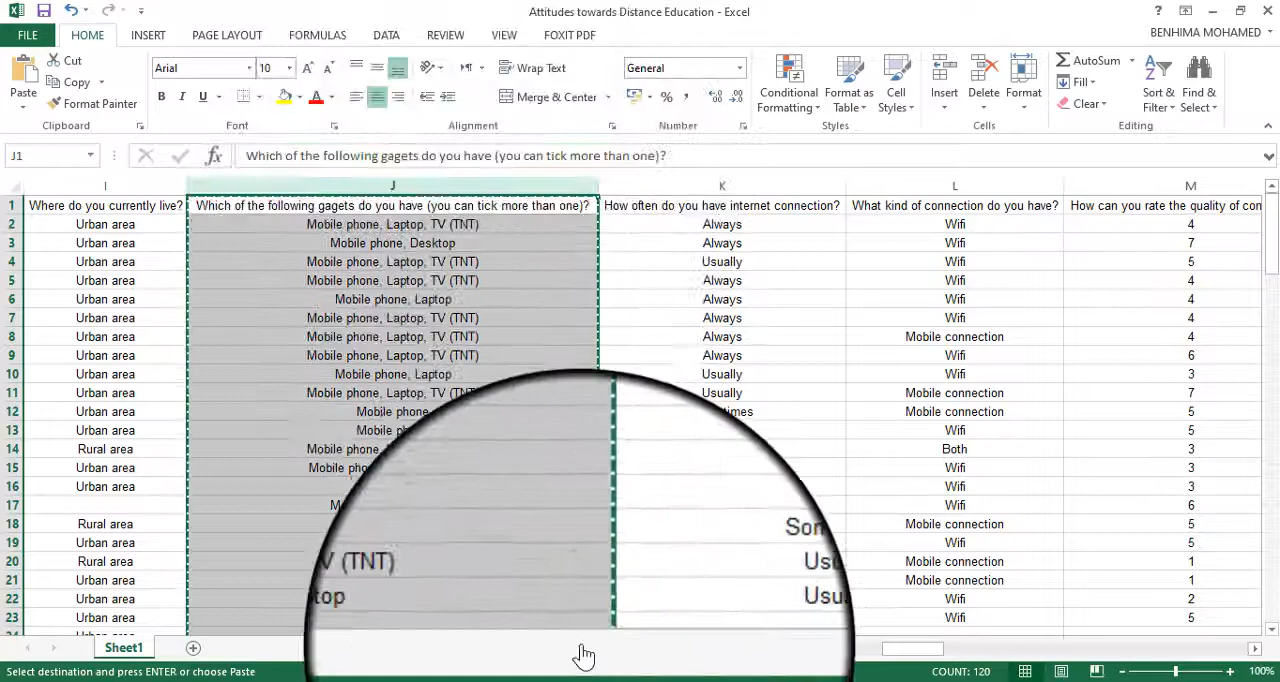 Attitudes towards Distance Education - Excel
FILE HOME INSERT PAGE LAYOUT FORMULAS DATA REVIEW VIEW FOXIT PDF BENHIMA MOHAMED
Paste Cut Copy Format Painter Clipboard
Arial 10 B I U Font
Wrap Text Merge & Center Alignment
General % Number
Conditional Formatting Format as Table Cell Styles Styles
Insert Delete Format Cells
AutoSum Fill Clear Sort & Filter Find & Select Editing
J1 fx Which of the following gagets do you have (you can tick more than one)?
I J K L M
1 Where do you currently live? Which of the following gagets do you have (you can tick more than one)? How often do you have internet connection? What kind of connection do you have? How can you rate the quality of con
2 Urban area Mobile phone, Laptop, TV (TNT) Always Wifi 4
3 Urban area Mobile phone, Desktop Always Wifi 7
4 Urban area Mobile phone, Laptop, TV (TNT) Usually Wifi 5
5 Urban area Mobile phone, Laptop, TV (TNT) Always Wifi 4
6 Urban area Mobile phone, Laptop Always Wifi 4
7 Urban area Mobile phone, Laptop, TV (TNT) Always Wifi 4
8 Urban area Mobile phone, Laptop, TV (TNT) Always Mobile connection 4
9 Urban area Mobile phone, Laptop, TV (TNT) Always Wifi 6
10 Urban area Mobile phone, Laptop Usually Wifi 3
11 Urban area Mobile phone, Laptop, TV (TNT) Usually Mobile connection 7
12 Urban area Mobile phone times Mobile connection 5
13 Urban area Mobile Wifi 5
14 Rural area Mobile phone, Both 3
15 Urban area Mobile phone Wifi 3
16 Urban area Wifi 3
17 M Wifi 6
18 Rural area Som Mobile connection 5
19 Urban area Wifi 5
20 Rural area V (TNT) Usu Mobile connection 1
21 Urban area Mobile connection 1
22 Urban area top Usu Wifi 2
23 Urban area Wifi 5
Sheet1
Select destination and press ENTER or choose Paste COUNT: 120 100%